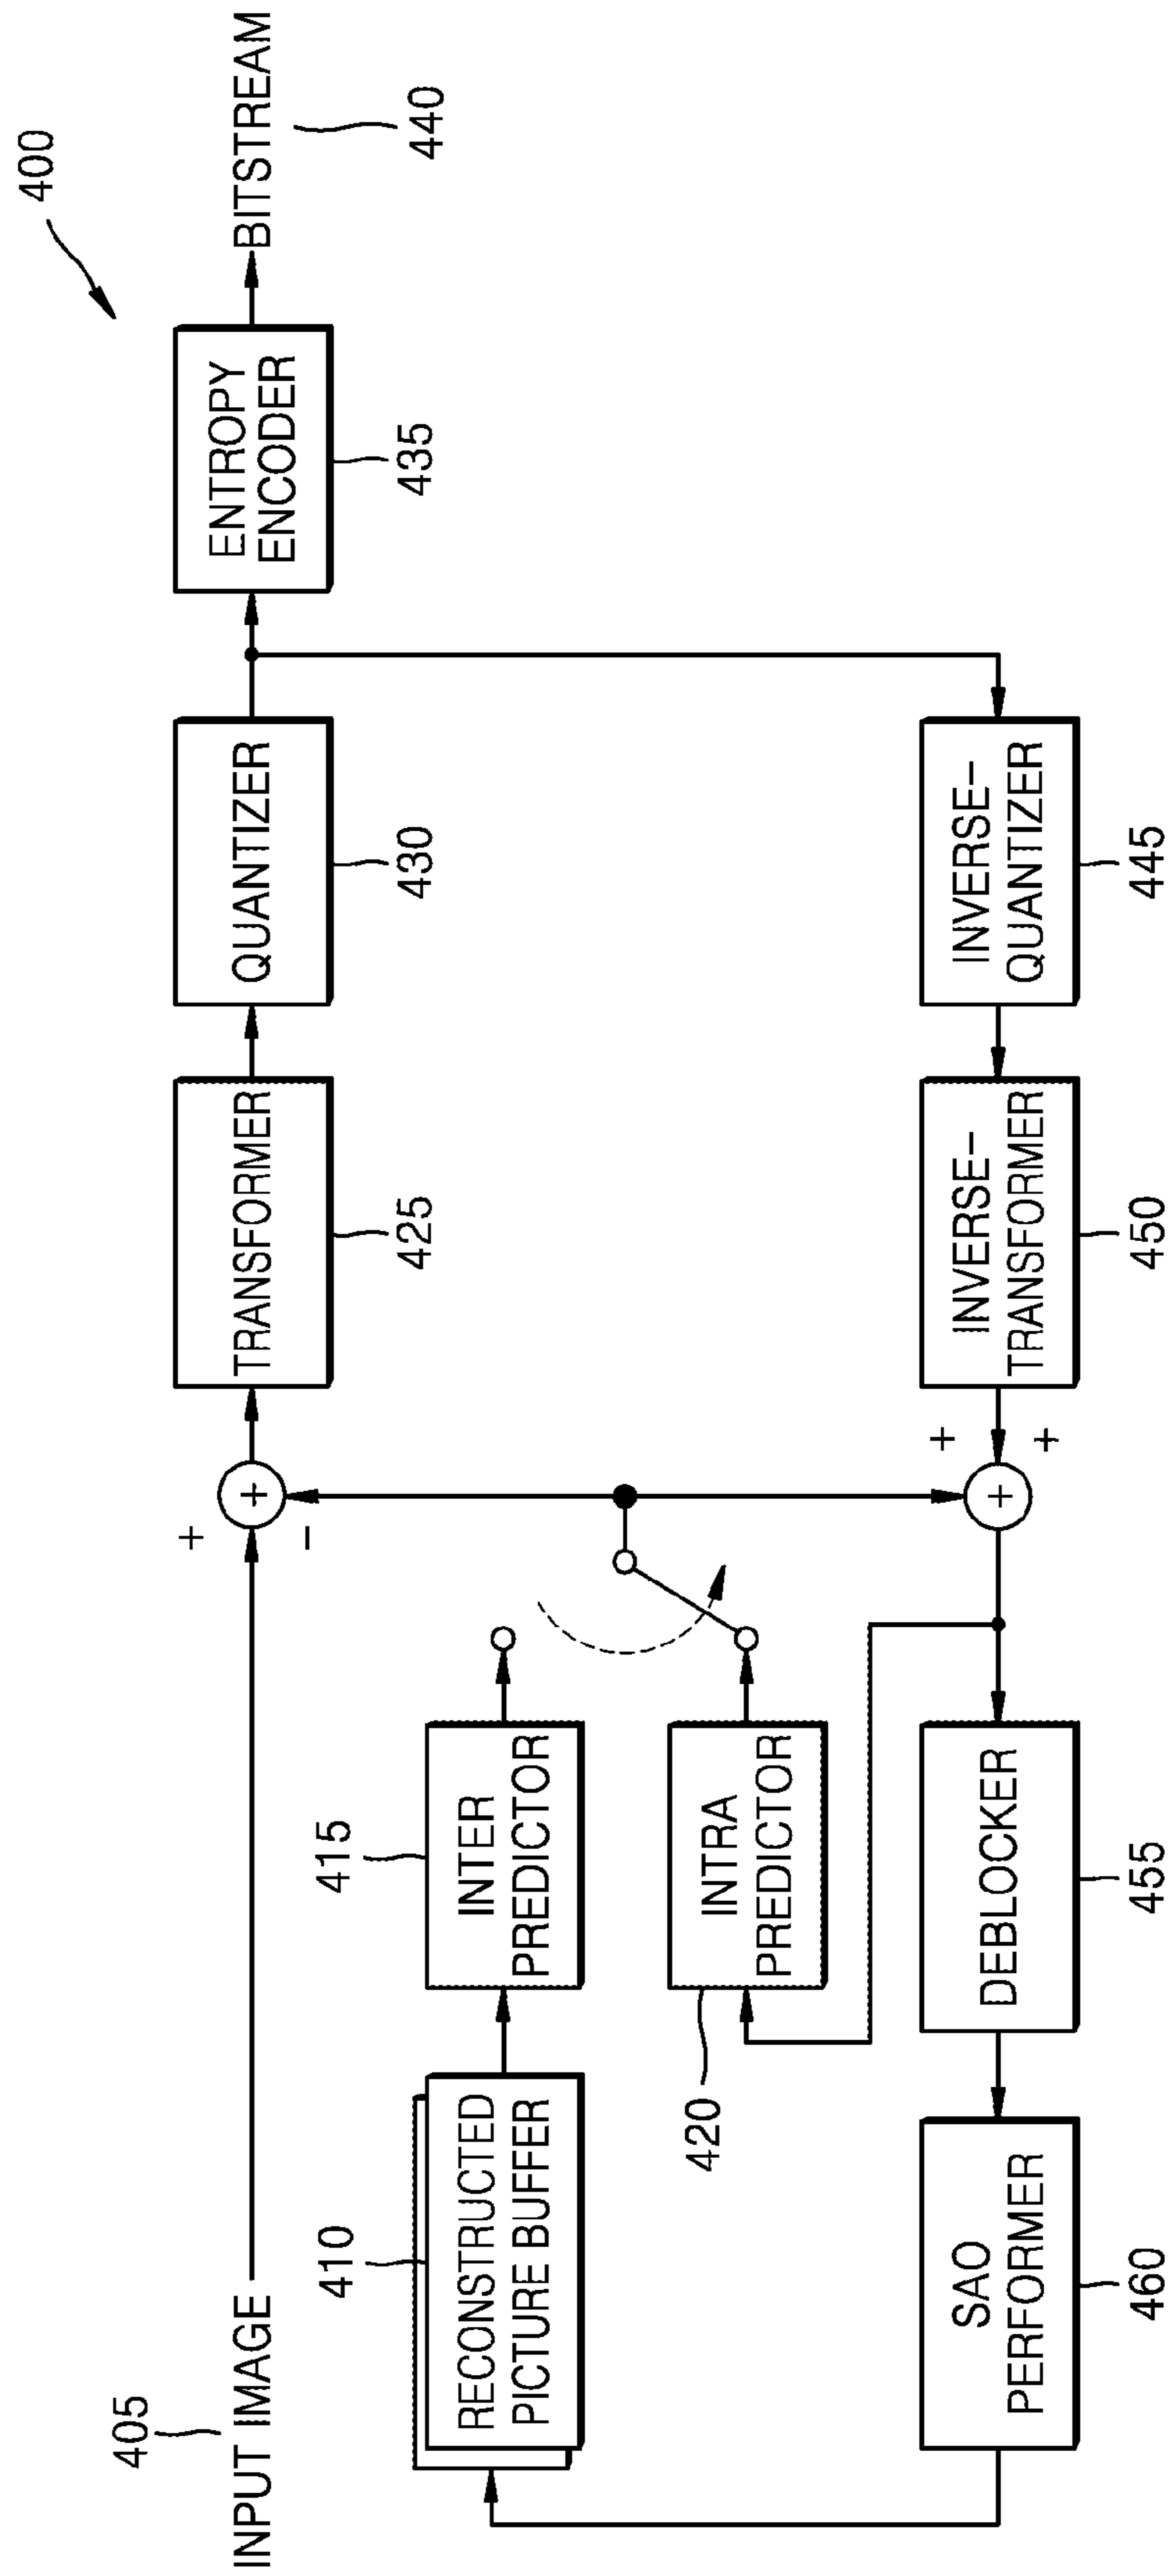 400
405
INPUT IMAGE
+
−
+
TRANSFORMER
425
QUANTIZER
430
ENTROPY
ENCODER
435
BITSTREAM
440
410
RECONSTRUCTED
PICTURE BUFFER
415
INTER
PREDICTOR
420
INTRA
PREDICTOR
SAO
PERFORMER
460
DEBLOCKER
455
+
+
+
INVERSE−
TRANSFORMER
450
INVERSE−
QUANTIZER
445